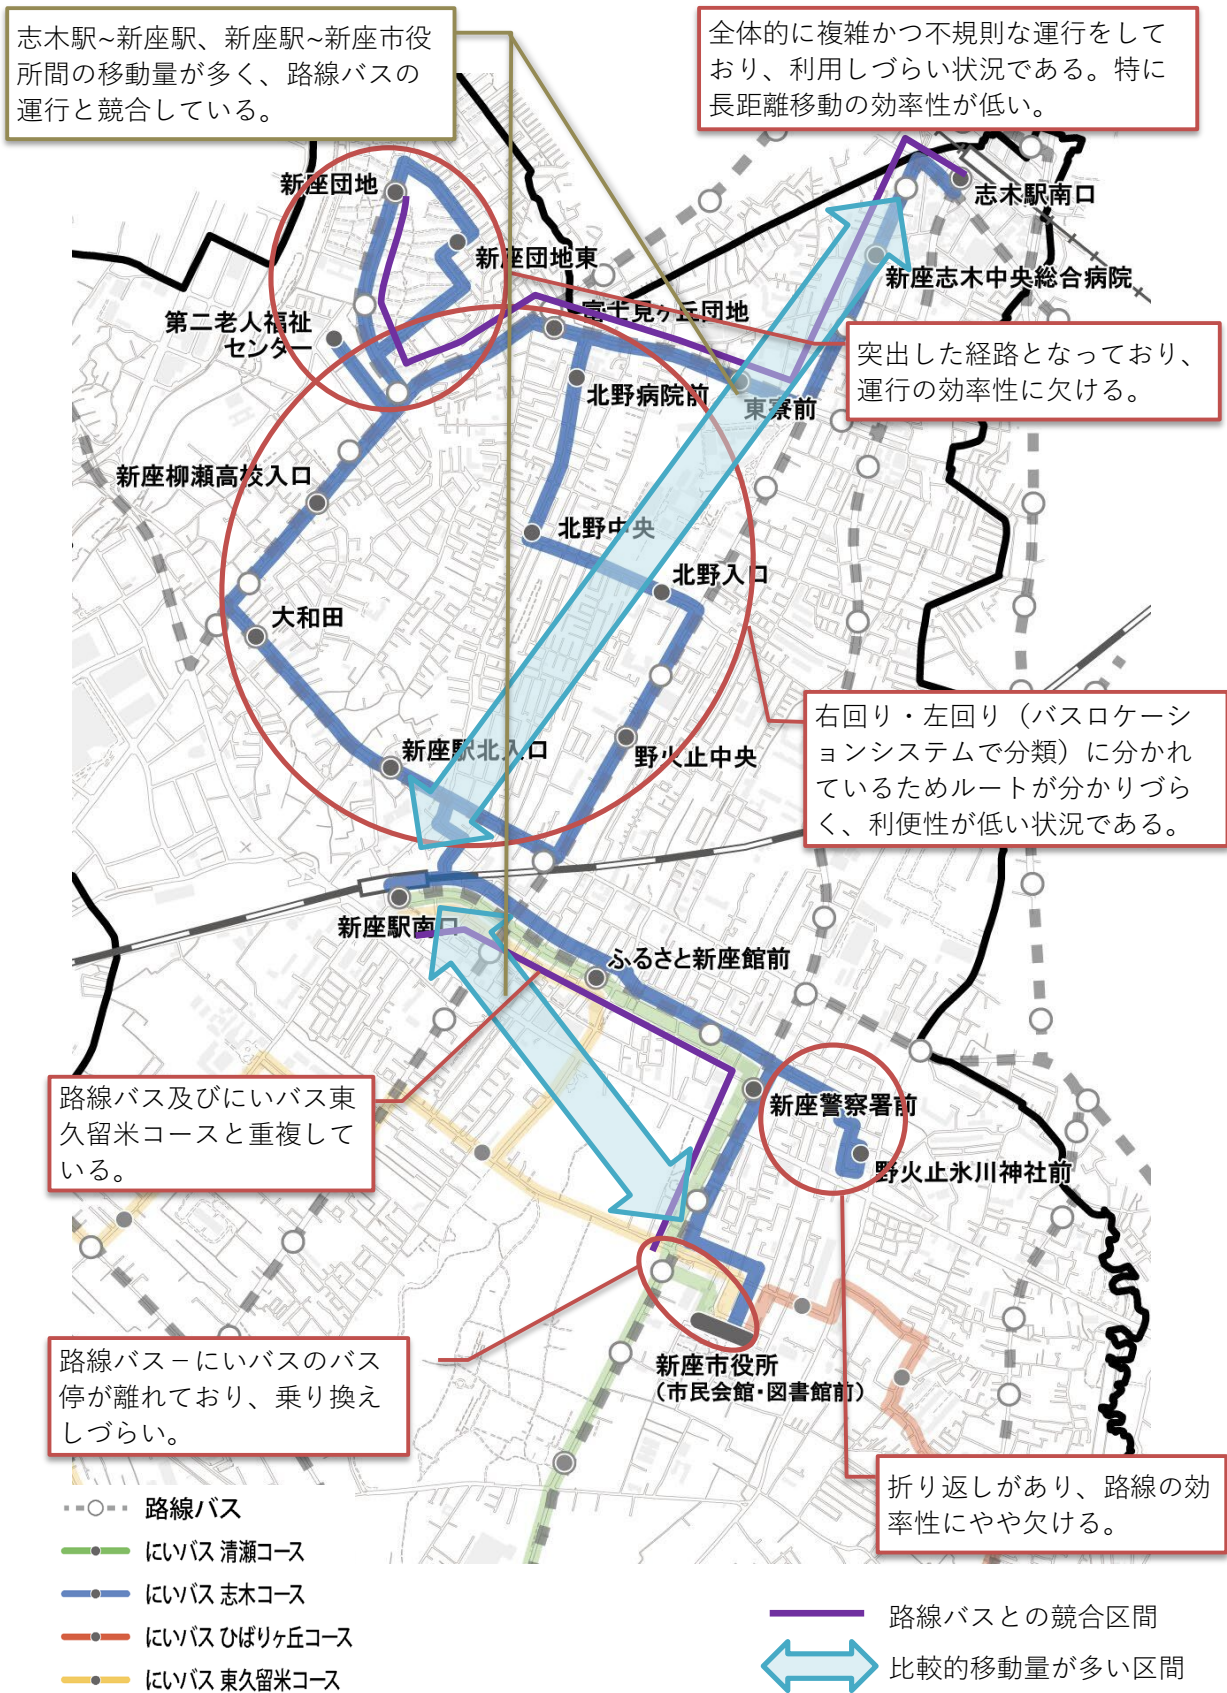 志木駅~新座駅、新座駅~新座市役
所間の移動量が多く、路線バスの
運行と競合している。
全体的に複雑かつ不規則な運行をして
おり、利用しづらい状況である。特に
長距離移動の効率性が低い。
新座団地
志木駅南口
新座団地東
新座志木中央総合病院
第二老人福祉
センター
富士見ヶ丘団地
突出した経路となっており、
運行の効率性に欠ける。
北野病院前
東寮前
新座柳瀬高校入口
北野中央
北野入口
大和田
右回り・左回り（バスロケーシ
ョンシステムで分類）に分かれ
ているためルートが分かりづら
く、利便性が低い状況である。
新座駅北入口
野火止中央
新座駅南口
ふるさと新座館前
路線バス及びにいバス東
久留米コースと重複して
いる。
新座警察署前
野火止氷川神社前
路線バス－にいバスのバス
停が離れており、乗り換え
しづらい。
新座市役所
（市民会館・図書館前）
折り返しがあり、路線の効
率性にやや欠ける。
路線バス
にいバス 清瀬コース
にいバス 志木コース
にいバス ひばりヶ丘コース
にいバス 東久留米コース
路線バスとの競合区間
比較的移動量が多い区間